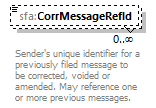 sfa:CorrMessageRefId
0..∞
Sender's unique identifier for a
previously filed message to
be corrected, voided or
amended. May reference one
or more previous messages.